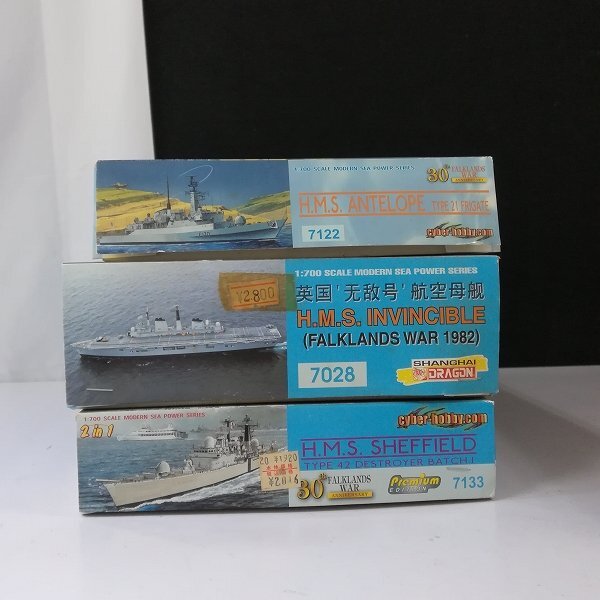 1:700 SCALE MODERN SEA POWER SERIES
30th FALKLANDS WAR
ANNIVERSARY
H.M.S. ANTELOPE TYPE 21 FRIGATE
7122
cyber-hobby.com
1:700 SCALE MODERN SEA POWER SERIES
¥2,800
英国‘无敌号’航空母舰
H.M.S. INVINCIBLE
(FALKLANDS WAR 1982)
7028
SHANGHAI
DRAGON
1:700 SCALE MODERN SEA POWER SERIES
2 in 1
cyber-hobby.com
H.M.S. SHEFFIELD
TYPE 42 DESTROYER BATCH.1
30th FALKLANDS WAR
ANNIVERSARY
Premium
EDITION
7133